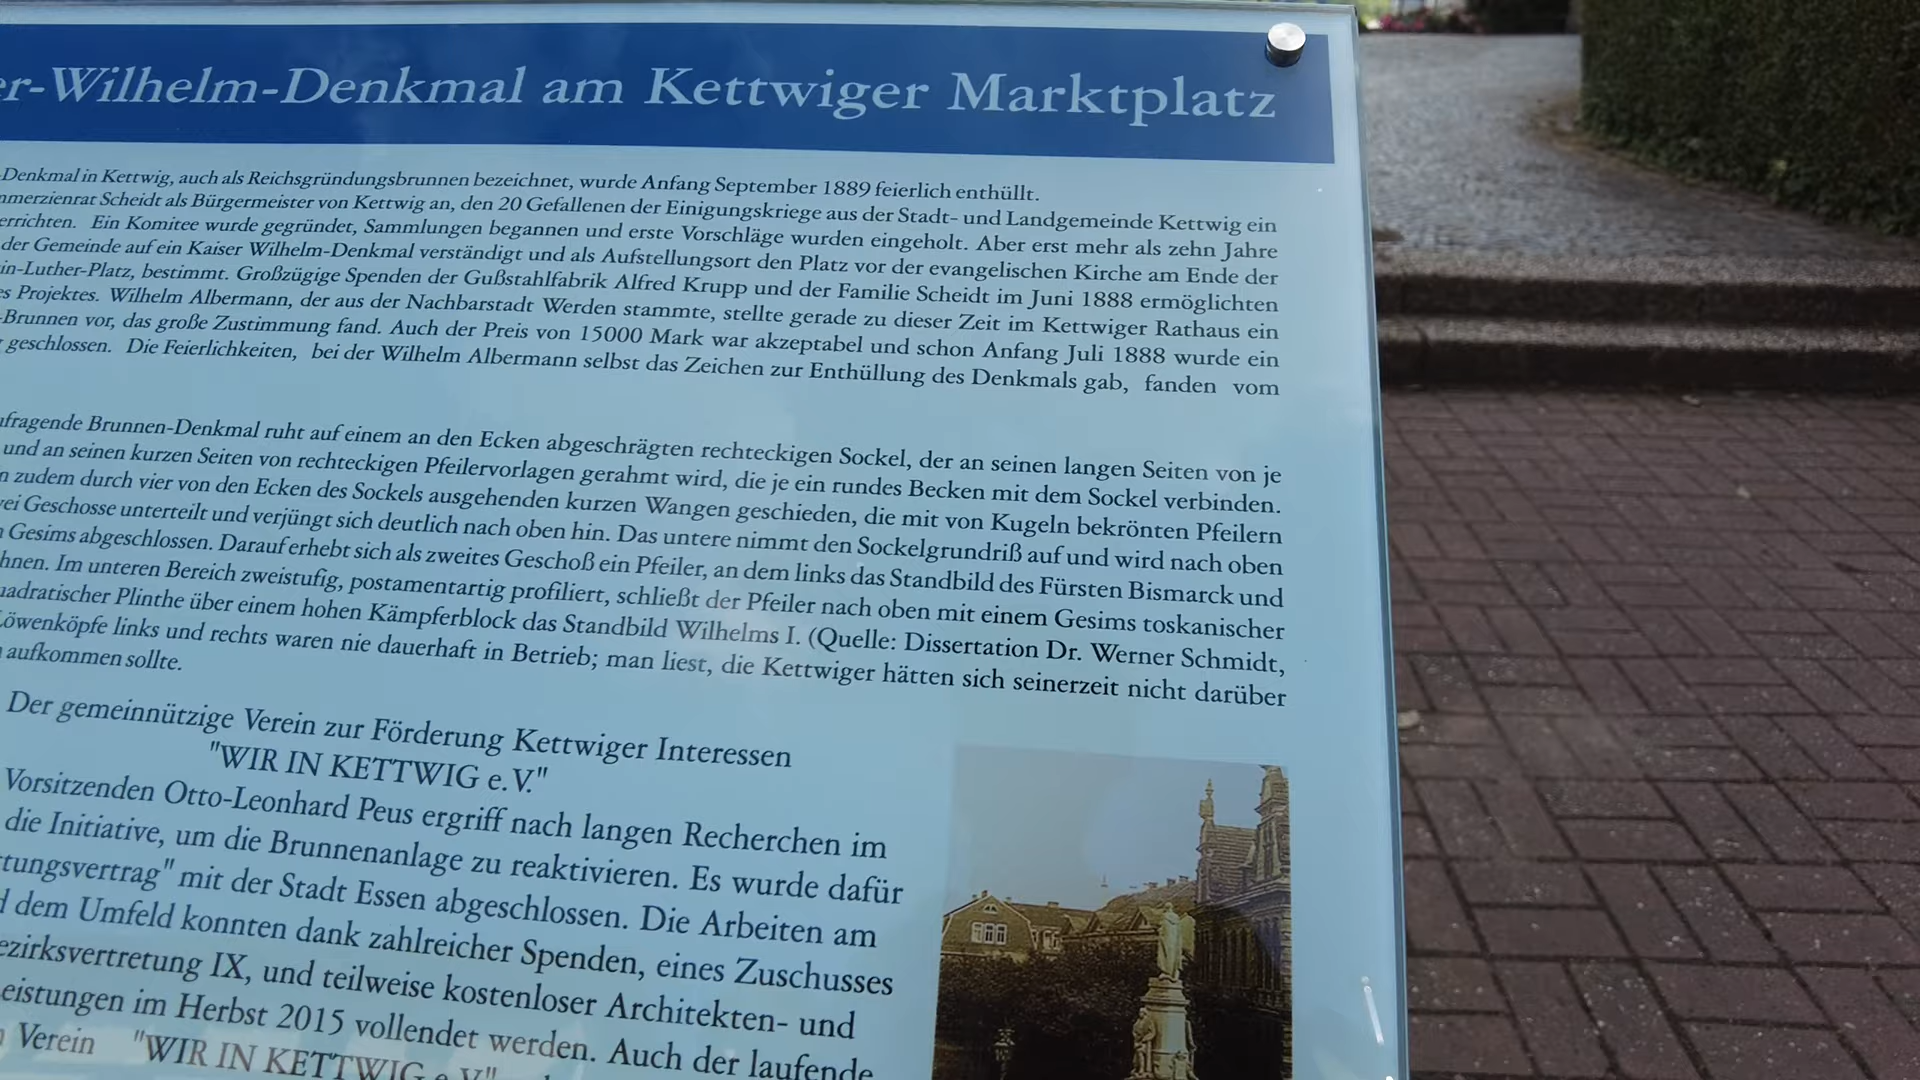 er-Wilhelm-Denkmal am Kettwiger Marktplatz
-Denkmal in Kettwig, auch als Reichsgründungsbrunnen bezeichnet, wurde Anfang September 1889 feierlich enthüllt.
mmerzienrat Scheidt als Bürgermeister von Kettwig an, den 20 Gefallenen der Einigungskriege aus der Stadt- und Landgemeinde Kettwig ein
errichten. Ein Komitee wurde gegründet, Sammlungen begannen und erste Vorschläge wurden eingeholt. Aber erst mehr als zehn Jahre
der Gemeinde auf ein Kaiser Wilhelm-Denkmal verständigt und als Aufstellungsort den Platz vor der evangelischen Kirche am Ende der
in-Luther-Platz, bestimmt. Großzügige Spenden der Gußstahlfabrik Alfred Krupp und der Familie Scheidt im Juni 1888 ermöglichten
es Projektes. Wilhelm Albermann, der aus der Nachbarstadt Werden stammte, stellte gerade zu dieser Zeit im Kettwiger Rathaus ein
-Brunnen vor, das große Zustimmung fand. Auch der Preis von 15000 Mark war akzeptabel und schon Anfang Juli 1888 wurde ein
geschlossen. Die Feierlichkeiten, bei der Wilhelm Albermann selbst das Zeichen zur Enthüllung des Denkmals gab, fanden vom
ufragende Brunnen-Denkmal ruht auf einem an den Ecken abgeschrägten rechteckigen Sockel, der an seinen langen Seiten von je
und an seinen kurzen Seiten von rechteckigen Pfeilervorlagen gerahmt wird, die je ein rundes Becken mit dem Sockel verbinden.
n zudem durch vier von den Ecken des Sockels ausgehenden kurzen Wangen geschieden, die mit von Kugeln bekrönten Pfeilern
ei Geschosse unterteilt und verjüngt sich deutlich nach oben hin. Das untere nimmt den Sockelgrundriß auf und wird nach oben
Gesims abgeschlossen. Darauf erhebt sich als zweites Geschoß ein Pfeiler, an dem links das Standbild des Fürsten Bismarck und
hnen. Im unteren Bereich zweistufig, postamentartig profiliert, schließt der Pfeiler nach oben mit einem Gesims toskanischer
uadratischer Plinthe über einem hohen Kämpferblock das Standbild Wilhelms I. (Quelle: Dissertation Dr. Werner Schmidt,
Löwenköpfe links und rechts waren nie dauerhaft in Betrieb; man liest, die Kettwiger hätten sich seinerzeit nicht darüber
aufkommen sollte.
Der gemeinnützige Verein zur Förderung Kettwiger Interessen
"WIR IN KETTWIG e.V."
Vorsitzenden Otto-Leonhard Peus ergriff nach langen Recherchen im
die Initiative, um die Brunnenanlage zu reaktivieren. Es wurde dafür
tungsvertrag" mit der Stadt Essen abgeschlossen. Die Arbeiten am
d dem Umfeld konnten dank zahlreicher Spenden, eines Zuschusses
ezirksvertretung IX, und teilweise kostenloser Architekten- und
eistungen im Herbst 2015 vollendet werden. Auch der laufende
Verein "WIR IN KETTWIG e.V."